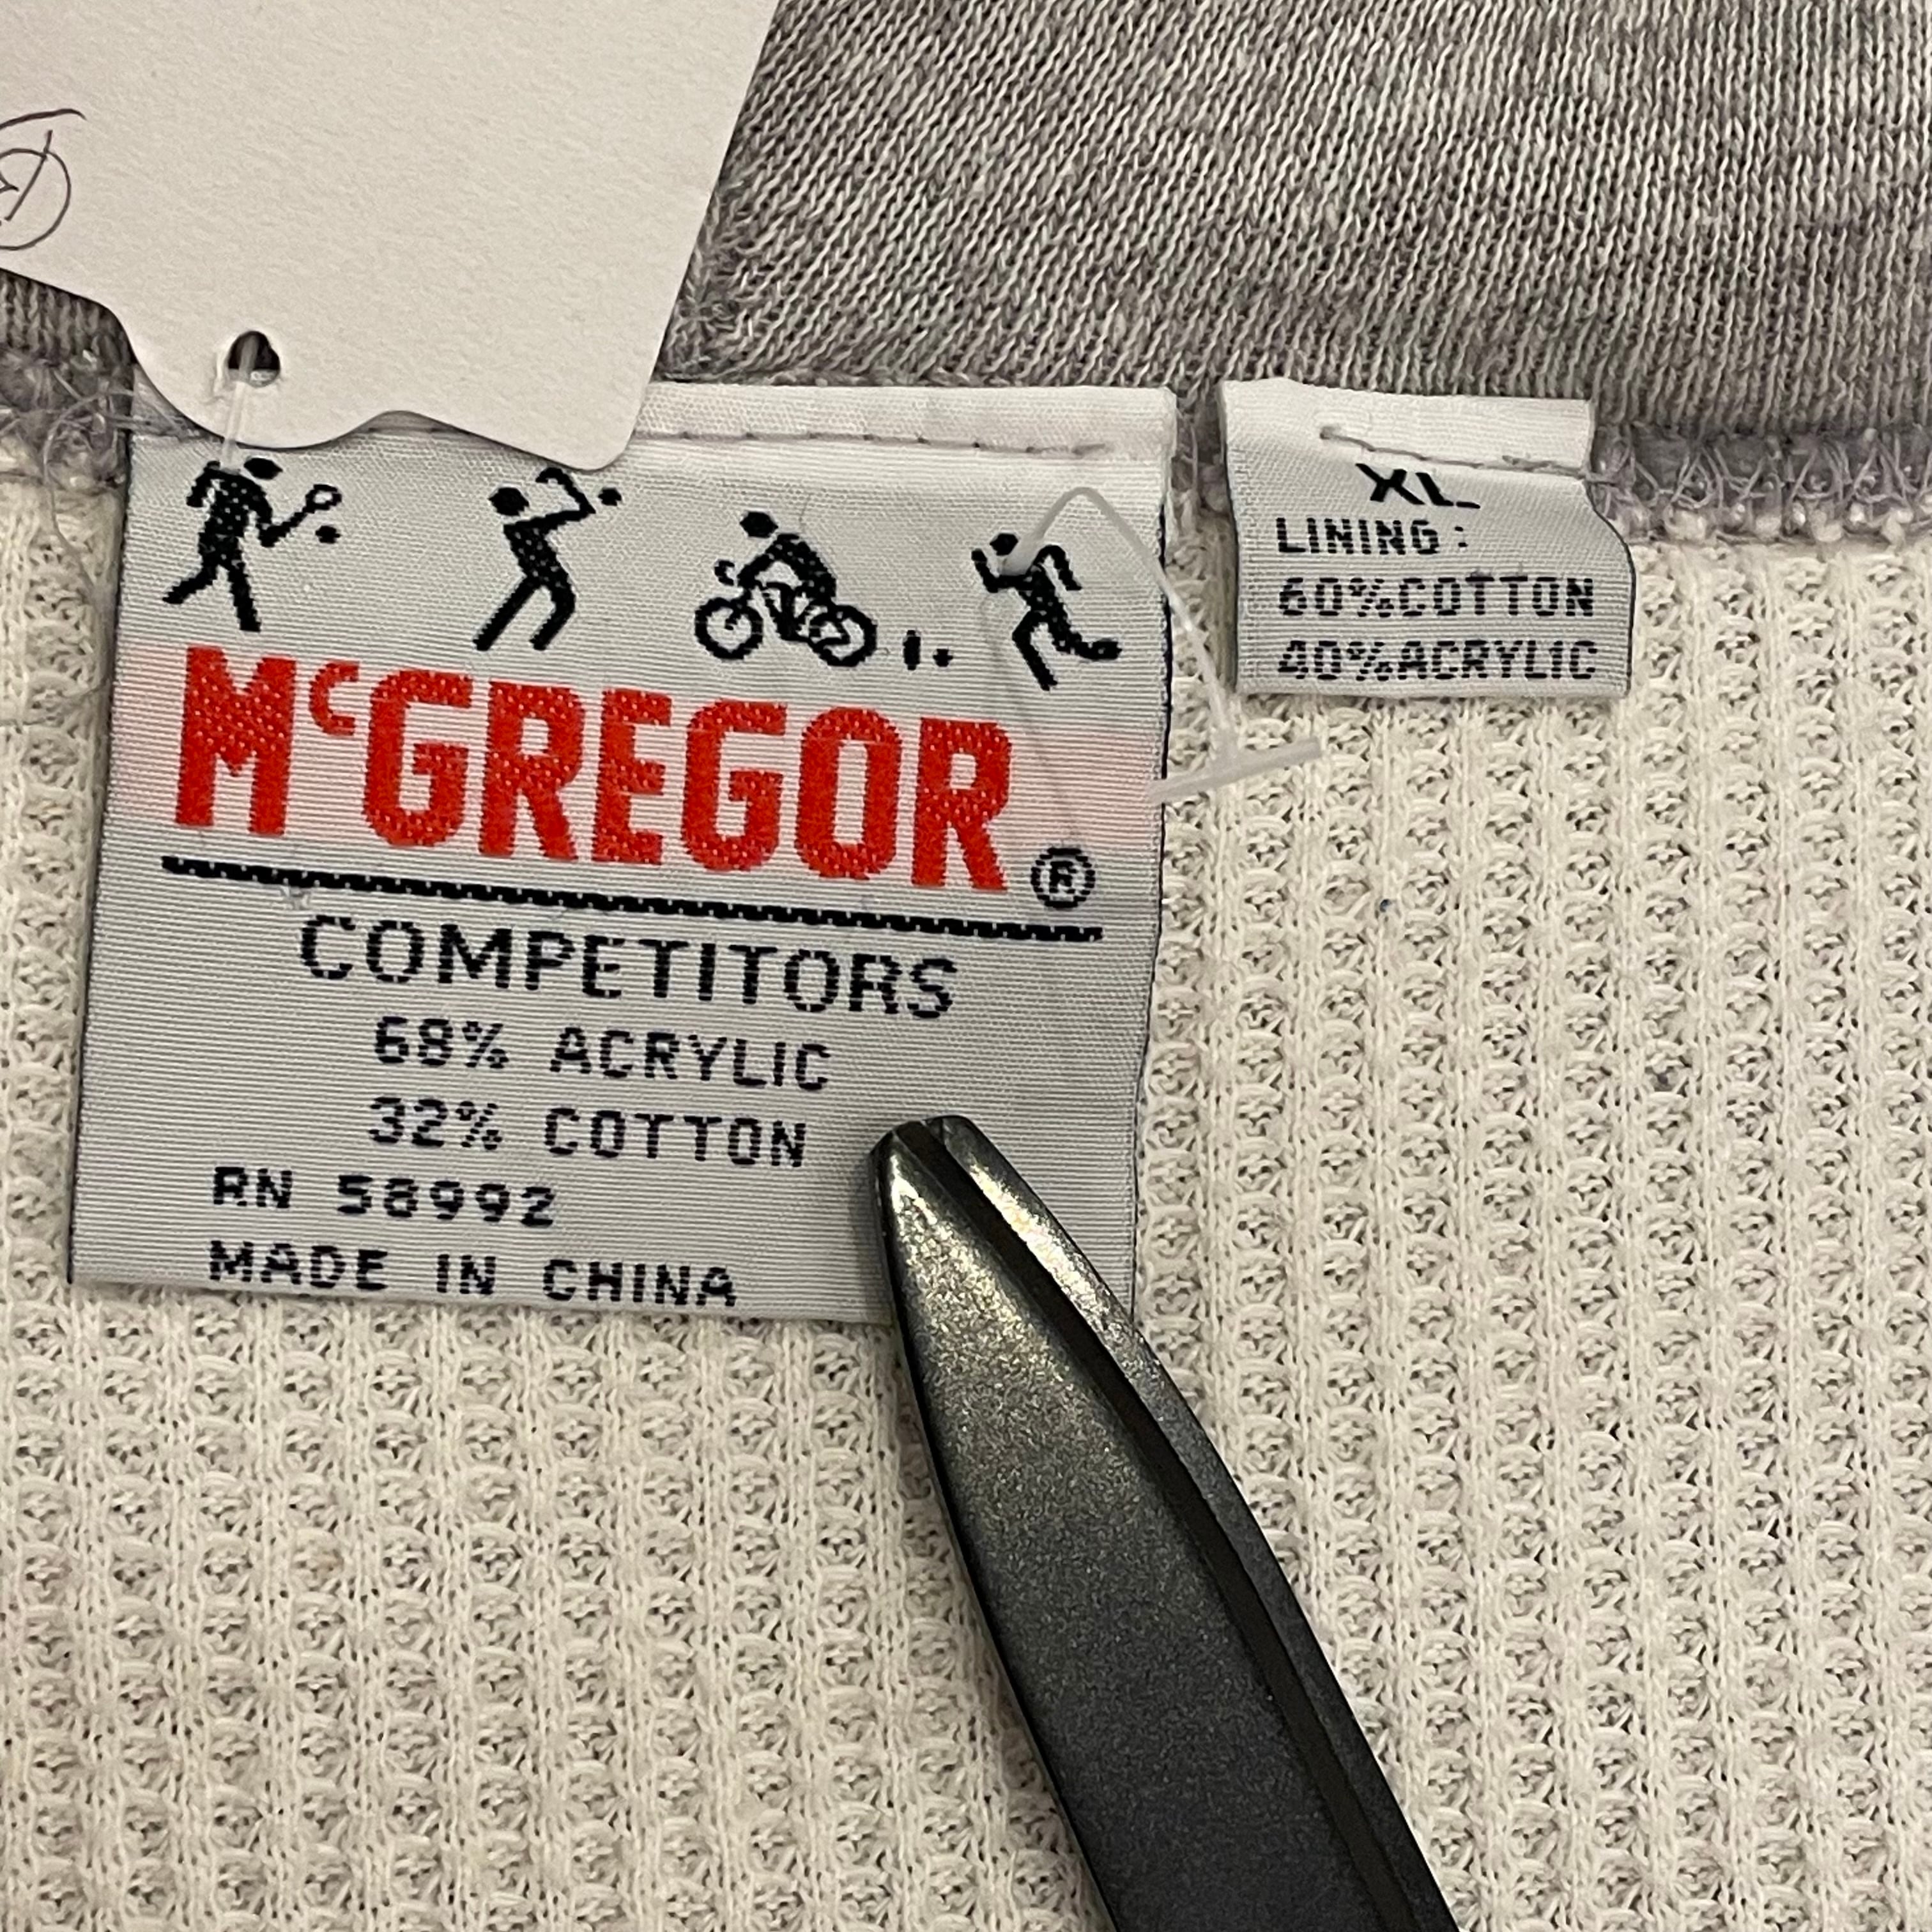 McGREGOR®
COMPETITORS
68% ACRYLIC
32% COTTON
RN 58992
MADE IN CHINA
XL
LINING:
60%COTTON
40%ACRYLIC